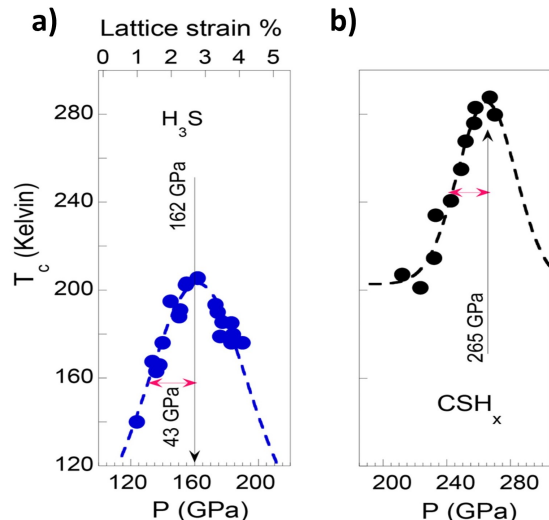 a)
Lattice strain %
0 1 2 3 4 5
H₃S
162 GPa
43 GPa
T_c (Kelvin)
280
240
200
160
120
120 160 200
P (GPa)
b)
265 GPa
CSHₓ
200 240 280
P (GPa)